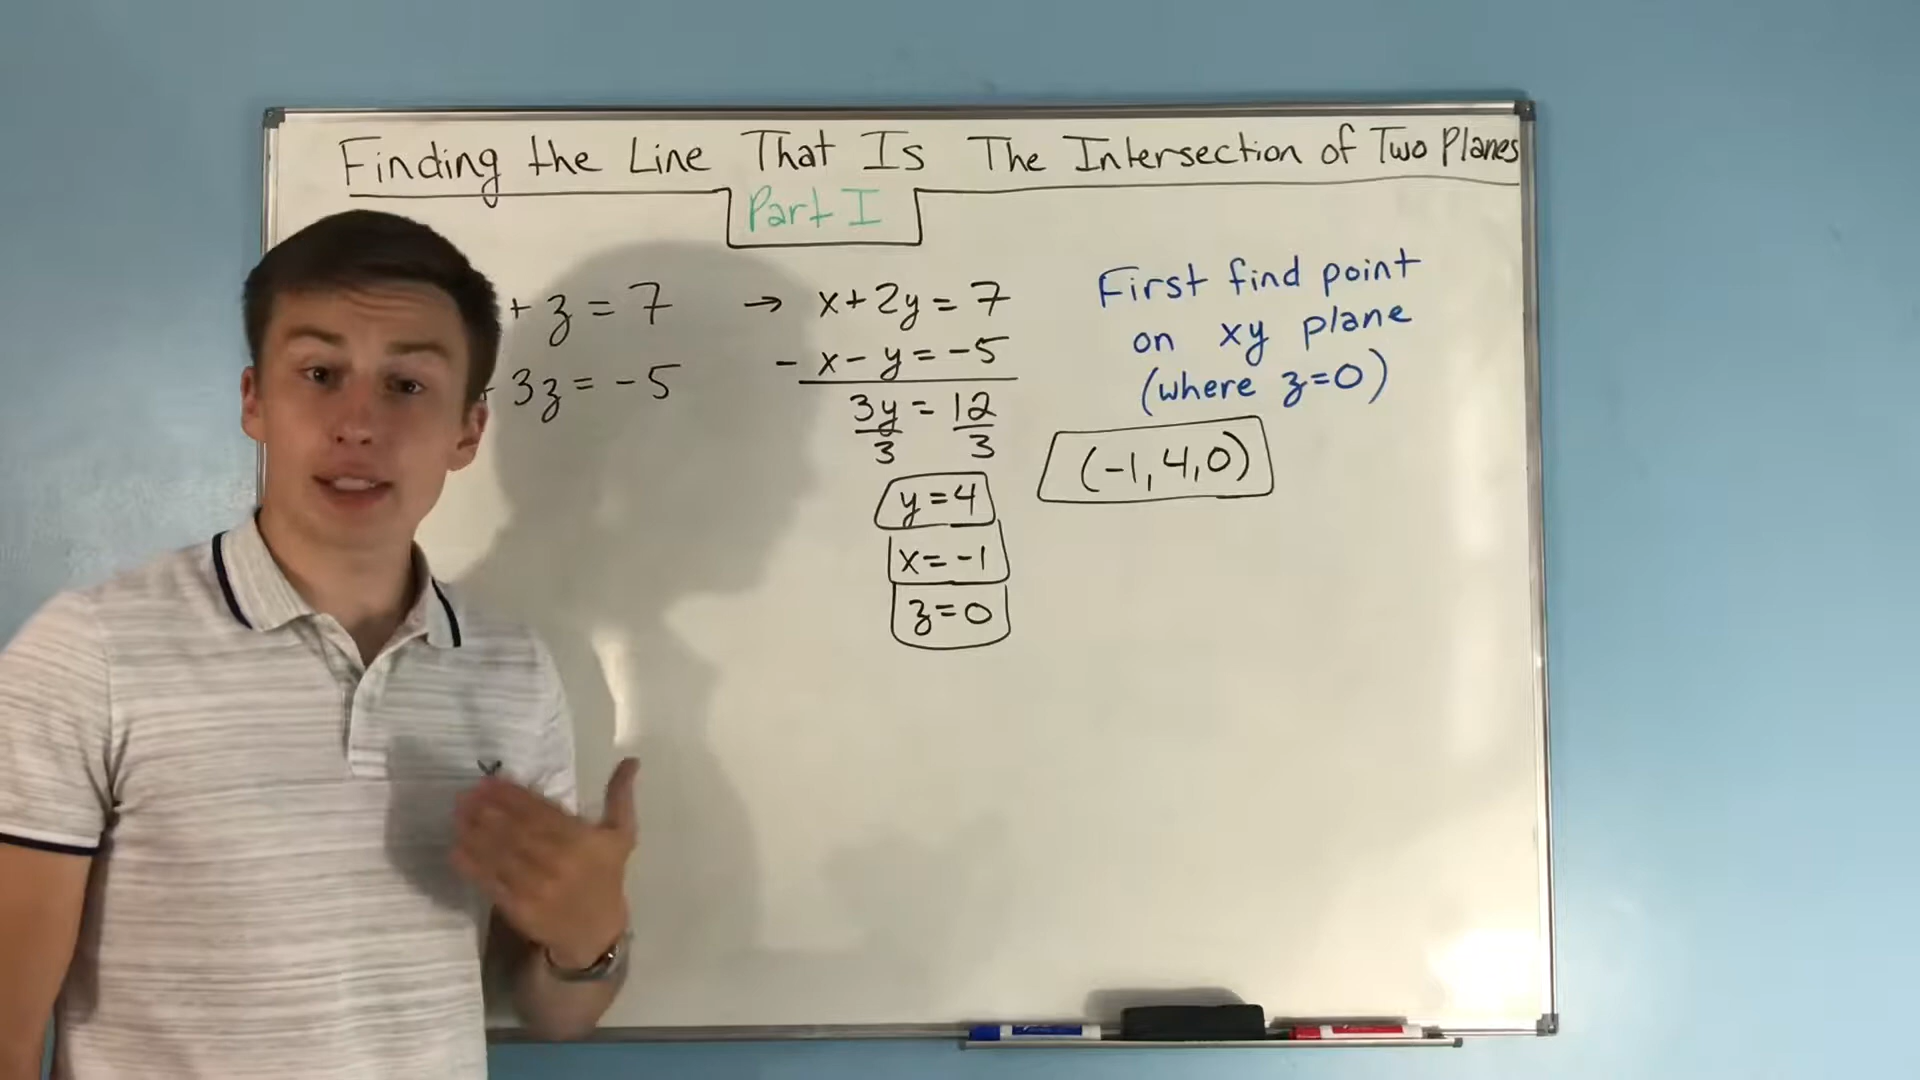 Finding the Line That Is The Intersection of Two Planes
Part I
+ z = 7
3z = -5
→ x+2y = 7
- x - y = -5
3y = 12
3 3
y = 4
x = -1
z = 0
First find point
on xy plane
(where z=0)
(-1, 4, 0)